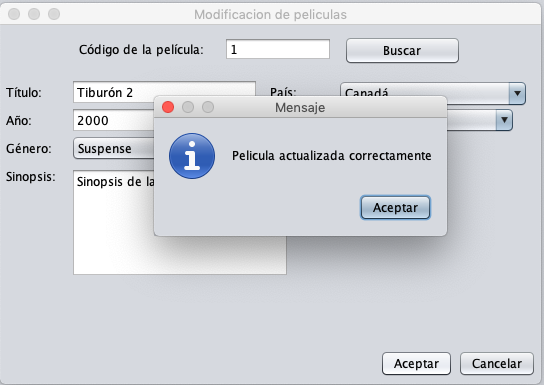 Modificacion de peliculas
Código de la película: 1 Buscar
Título: Tiburón 2 País: Canadá
Mensaje
Año: 2000
Género: Suspense
Pelicula actualizada correctamente
Sinopsis: Sinopsis de la
Aceptar
Aceptar Cancelar